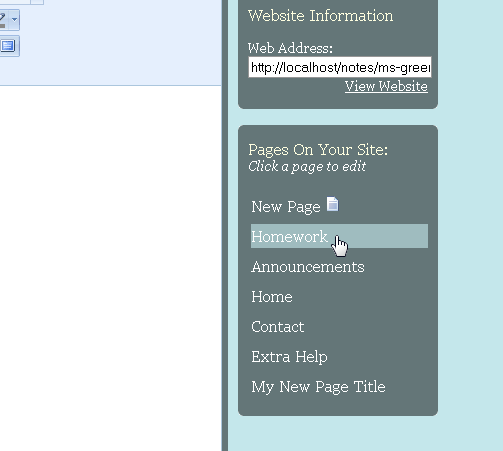 Website Information
Web Address:
http://localhost/notes/ms-green
View Website
Pages On Your Site:
Click a page to edit
New Page
Homework
Announcements
Home
Contact
Extra Help
My New Page Title